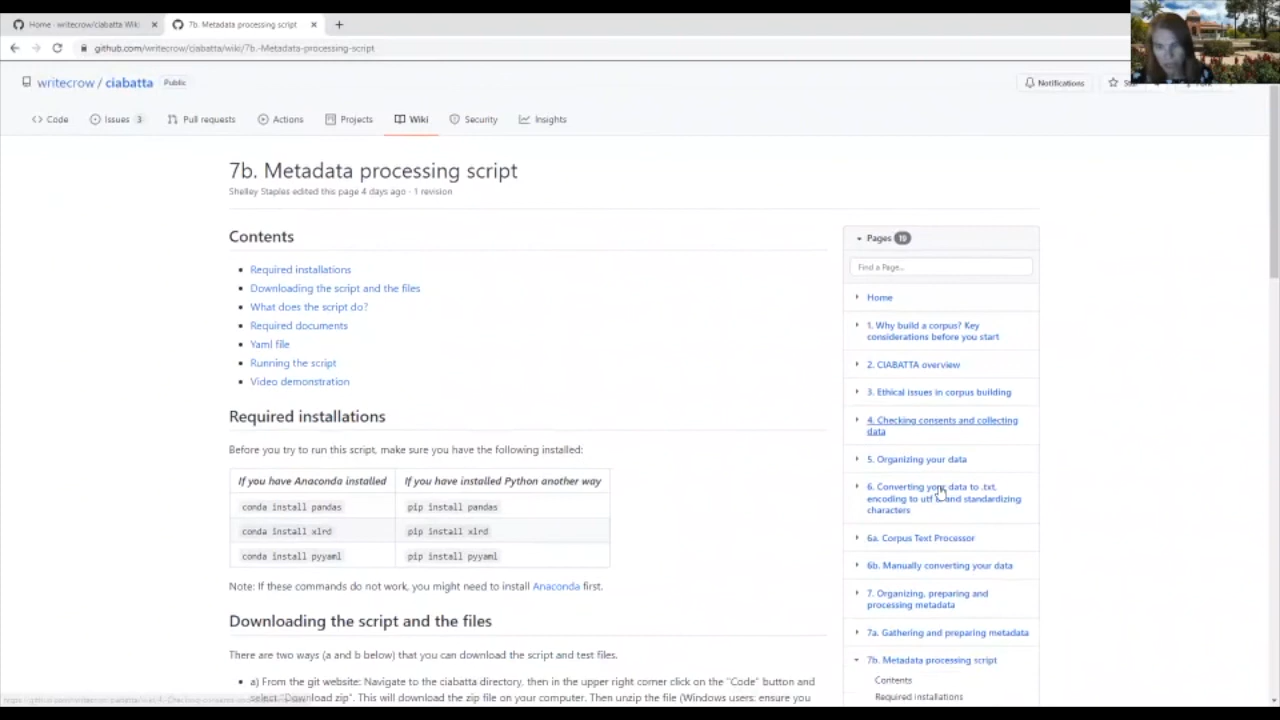 Home · writecrow/ciabatta Wiki
7b. Metadata processing script
github.com/writecrow/ciabatta/wiki/7b.-Metadata-processing-script
writecrow / ciabatta Public
Notifications
Code
Issues 3
Pull requests
Actions
Projects
Wiki
Security
Insights
7b. Metadata processing script
Shelley Staples edited this page 4 days ago · 1 revision
Contents
Required installations
Downloading the script and the files
What does the script do?
Required documents
Yaml file
Running the script
Video demonstration
Required installations
Before you try to run this script, make sure you have the following installed:
If you have Anaconda installed If you have installed Python another way
conda install pandas pip install pandas
conda install xlrd pip install xlrd
conda install pyyaml pip install pyyaml
Note: If these commands do not work, you might need to install Anaconda first.
Downloading the script and the files
There are two ways (a and b below) that you can download the script and test files.
a) From the git website: Navigate to the ciabatta directory, then in the upper right corner click on the "Code" button and
select "Download zip". This will download the zip file on your computer. Then unzip the file (Windows users: ensure you
Pages 19
Find a Page...
Home
1. Why build a corpus? Key
considerations before you start
2. CIABATTA overview
3. Ethical issues in corpus building
4. Checking consents and collecting
data
5. Organizing your data
6. Converting your data to .txt,
encoding to utf and standardizing
characters
6a. Corpus Text Processor
6b. Manually converting your data
7. Organizing, preparing and
processing metadata
7a. Gathering and preparing metadata
7b. Metadata processing script
Contents
Required installations